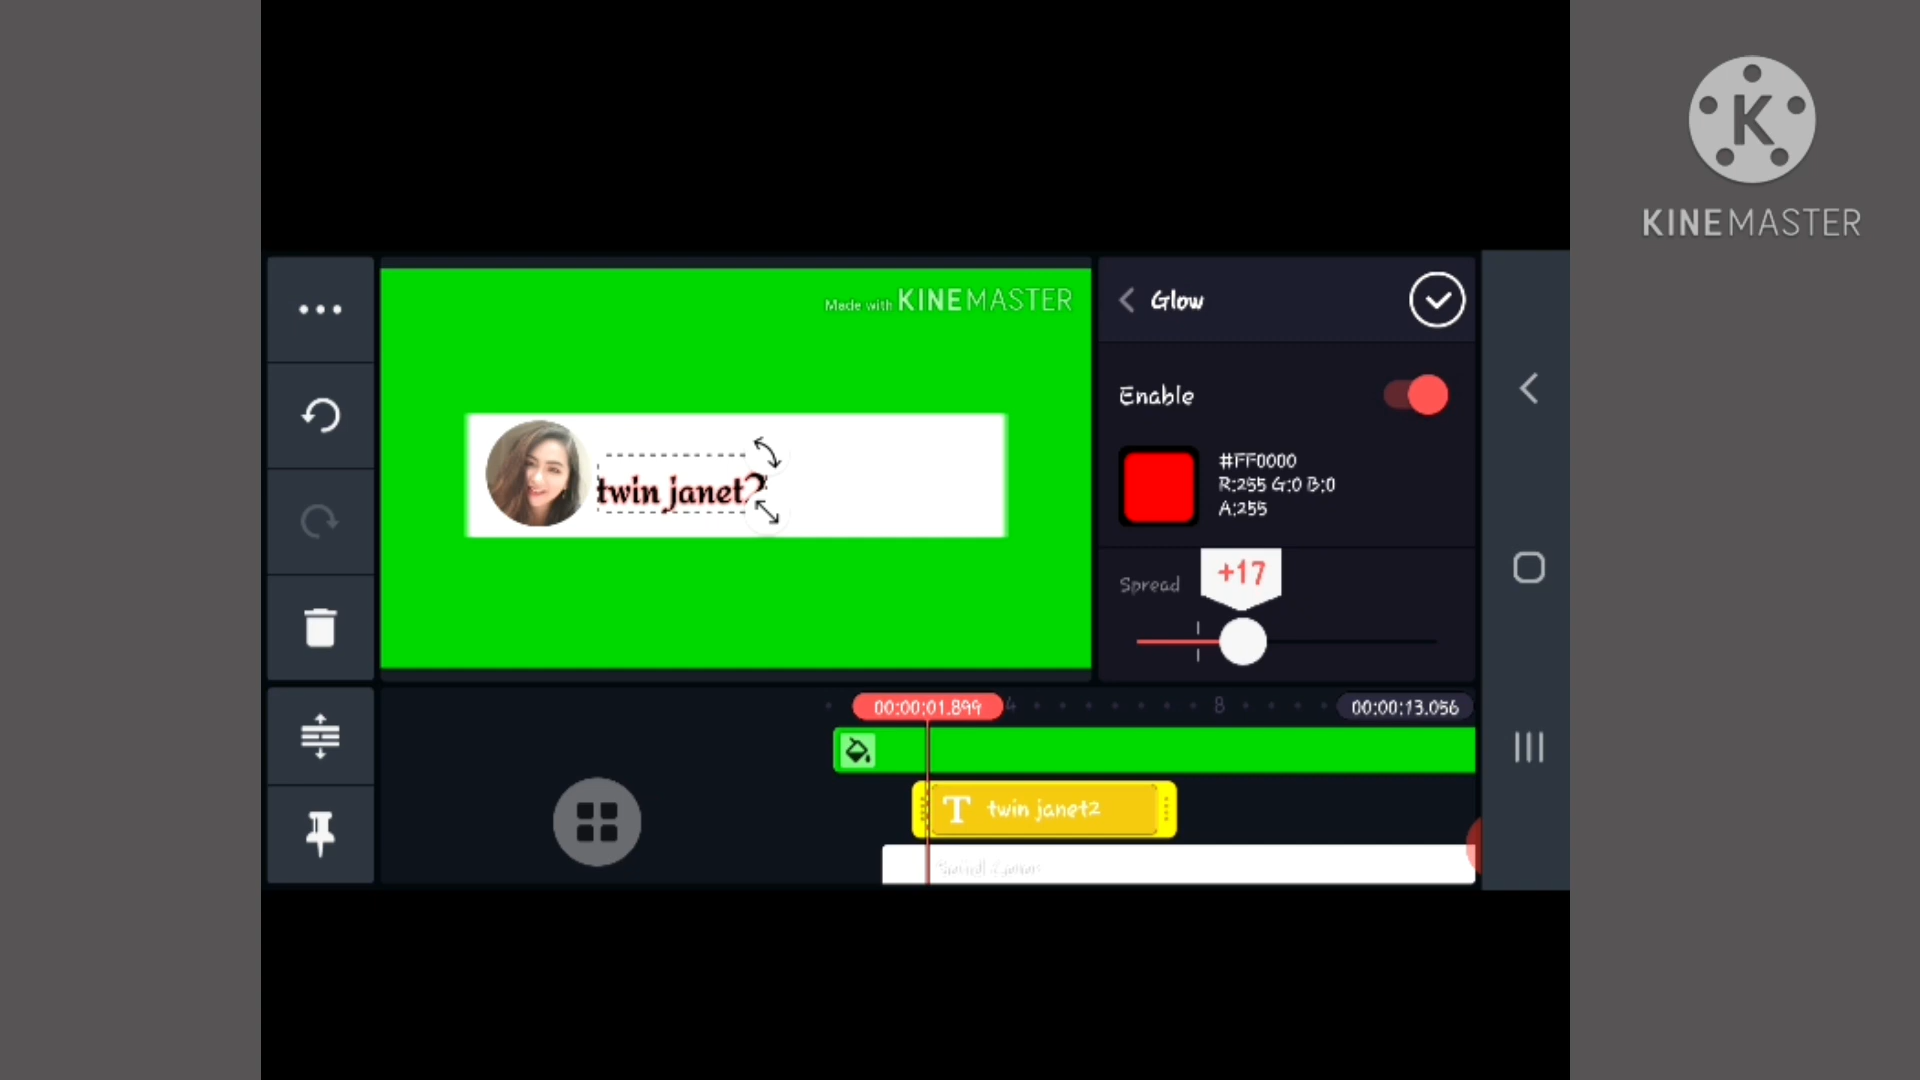 K
KINEMASTER
Made with KINEMASTER
Glow
Enable
#FF0000
R:255 G:0 B:0
A:255
twin janet2
+17
Spread
00:00:01.899
4
8
00:00:13.056
T twin janet2